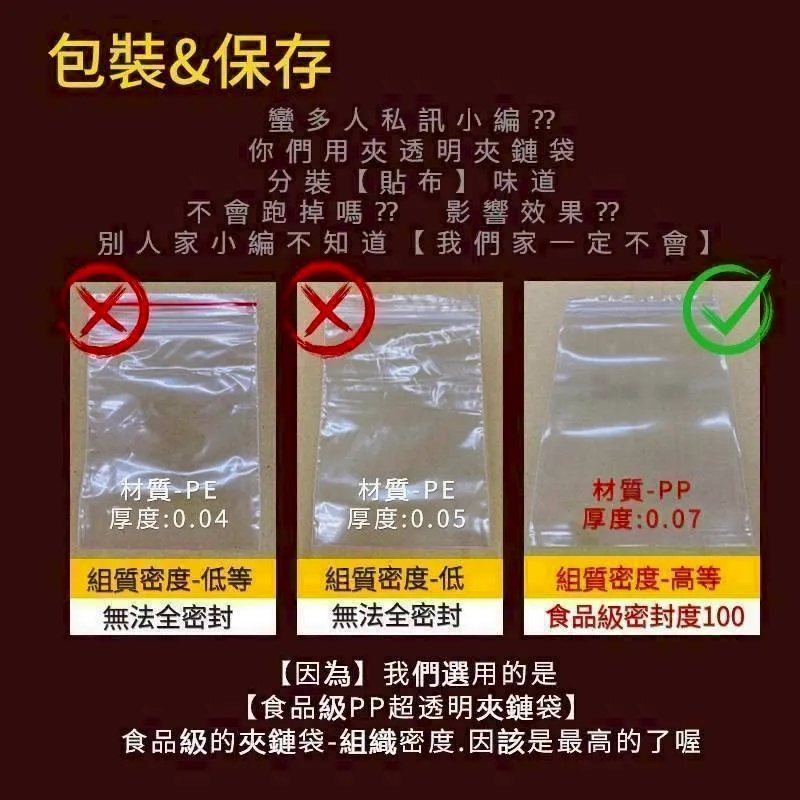 包裝&保存
蠻多人私訊小編??
你們用夾透明夾鏈袋
分裝【貼布】味道
不會跑掉嗎?? 影響效果??
別人家小編不知道【我們家一定不會】
材質-PE
厚度:0.04
組質密度-低等
無法全密封
材質-PE
厚度:0.05
組質密度-低
無法全密封
材質-PP
厚度:0.07
組質密度-高等
食品級密封度100
【因為】我們選用的是
【食品級PP超透明夾鏈袋】
食品級的夾鏈袋-組織密度.因該是最高的了喔